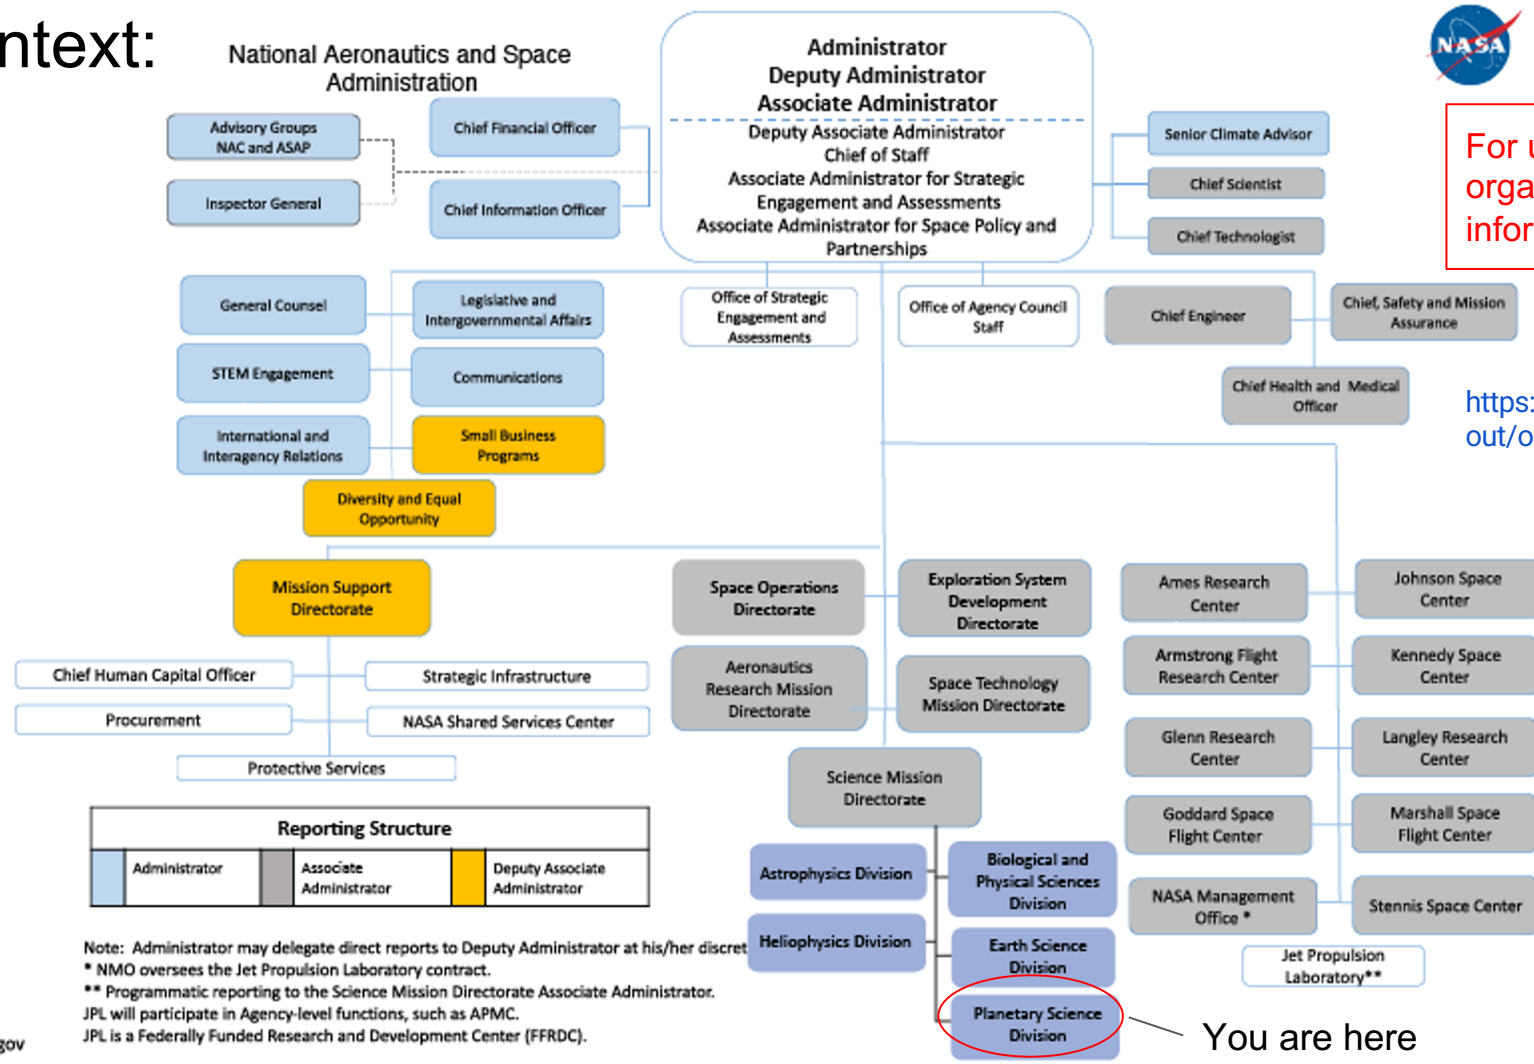 ntext:
National Aeronautics and Space
Administration
Administrator
Deputy Administrator
Associate Administrator
Deputy Associate Administrator
Chief of Staff
Associate Administrator for Strategic
Engagement and Assessments
Associate Administrator for Space Policy and
Partnerships
NASA
Advisory Groups
NAC and ASAP
Inspector General
Chief Financial Officer
Chief Information Officer
Senior Climate Advisor
Chief Scientist
Chief Technologist
For u
orga
infor
General Counsel
Legislative and
Intergovernmental Affairs
STEM Engagement
Communications
International and
Interagency Relations
Small Business
Programs
Diversity and Equal
Opportunity
Office of Strategic
Engagement and
Assessments
Office of Agency Council
Staff
Chief Engineer
Chief, Safety and Mission
Assurance
Chief Health and Medical
Officer
https:
out/o
Mission Support
Directorate
Chief Human Capital Officer
Strategic Infrastructure
Procurement
NASA Shared Services Center
Protective Services
Space Operations
Directorate
Exploration System
Development
Directorate
Aeronautics
Research Mission
Directorate
Space Technology
Mission Directorate
Science Mission
Directorate
Astrophysics Division
Biological and
Physical Sciences
Division
Heliophysics Division
Earth Science
Division
Planetary Science
Division
You are here
Ames Research
Center
Johnson Space
Center
Armstrong Flight
Research Center
Kennedy Space
Center
Glenn Research
Center
Langley Research
Center
Goddard Space
Flight Center
Marshall Space
Flight Center
NASA Management
Office *
Stennis Space Center
Jet Propulsion
Laboratory**
Reporting Structure
Administrator
Associate
Administrator
Deputy Associate
Administrator
Note: Administrator may delegate direct reports to Deputy Administrator at his/her discret
* NMO oversees the Jet Propulsion Laboratory contract.
** Programmatic reporting to the Science Mission Directorate Associate Administrator.
JPL will participate in Agency-level functions, such as APMC.
JPL is a Federally Funded Research and Development Center (FFRDC).
gov